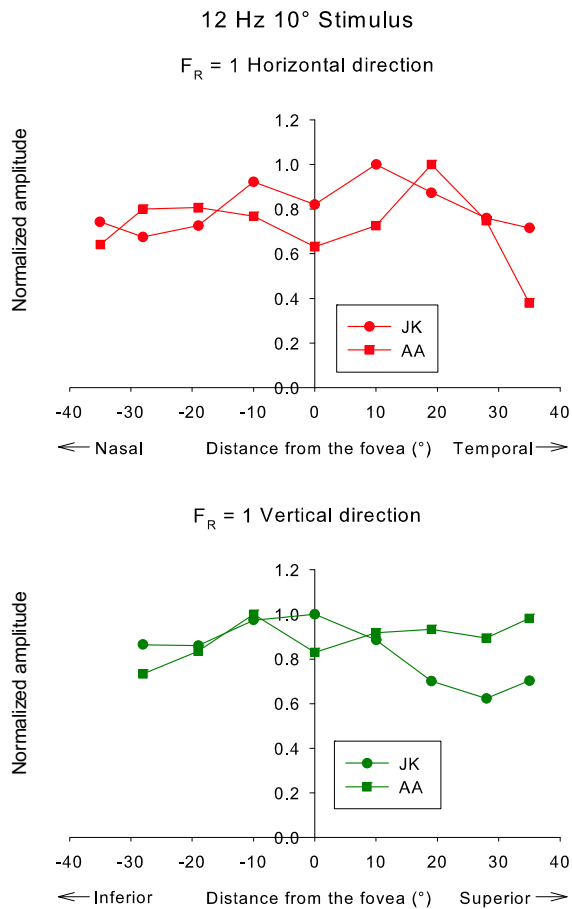 12 Hz 10° Stimulus
F_R = 1 Horizontal direction
Normalized amplitude
1.2
1.0
0.8
0.6
0.4
0.2
0.0
JK
AA
-40 -30 -20 -10 0 10 20 30 40
Nasal Distance from the fovea (°) Temporal
F_R = 1 Vertical direction
Normalized amplitude
1.2
1.0
0.8
0.6
0.4
0.2
0.0
JK
AA
-40 -30 -20 -10 0 10 20 30 40
Inferior Distance from the fovea (°) Superior